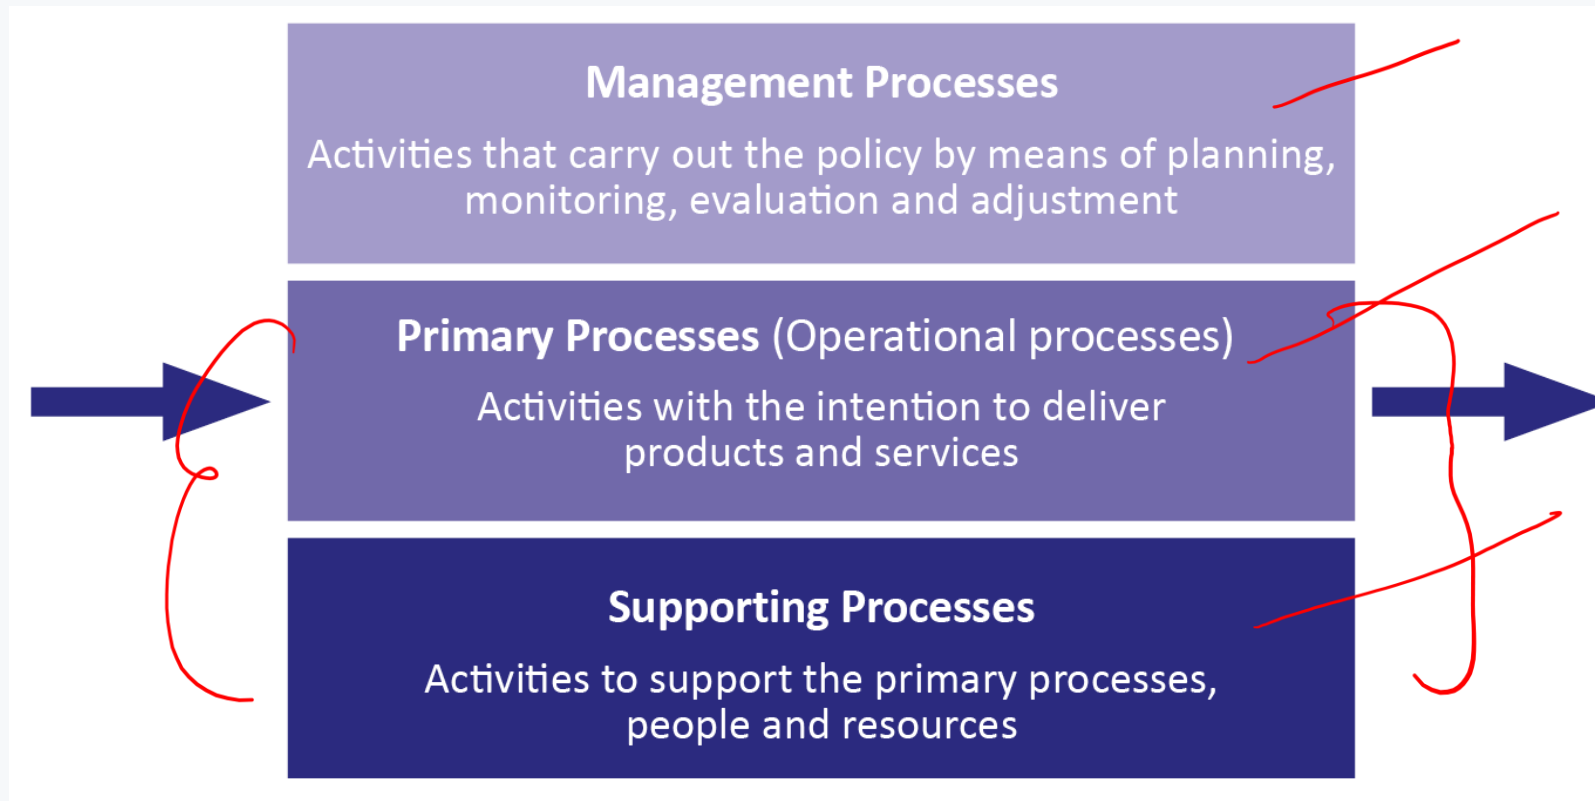 Management Processes
Activities that carry out the policy by means of planning,
monitoring, evaluation and adjustment
Primary Processes (Operational processes)
Activities with the intention to deliver
products and services
Supporting Processes
Activities to support the primary processes,
people and resources